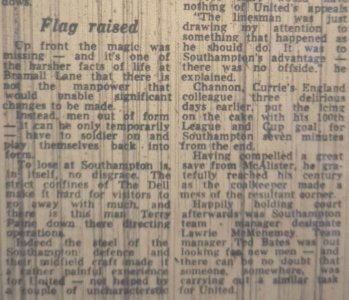 down.
Flag raised
Up front the magic was
missing — and it's one of
the harsher facts of life at
Bramall Lane that there is
not the manpower that
would enable significant
changes to be made.
Instead, men out of form
— it can be only temporarily
— have to soldier on and
play themselves back into
form.
To lose at Southampton is,
in itself, no disgrace. The
strict confines of The Dell
make it hard for visitors to
get away with much, and
there is this man Terry
Paine down there directing
operations.
Indeed the steel of the
Southampton defence and
their midfield craft made it
a rather painful experience
for United — not helped by
a couple of uncharacteristic
nothing of United's appeals
"The linesman was just
drawing my attention to
something that happened as
he should do. It was to
Southampton's advantage —
there was no offside," he
explained.
Channon, Currie's England
colleague three delirious
days earlier, put the icing
on the cake with his 100th
League and Cup goal for
Southampton seven minutes
from the end.
Having compelled a great
save from McAlister, he gra-
tefully reached his century
as the goalkeeper made a
mess of the resultant corner.
Happily holding court
afterwards was Southampton
team manager designate
Lawrie McMenemy. Team
manager Ted Bates was out
looking for new men — and
there can be no doubt that
someone, somewhere, was
carrying out a similar task
for United.